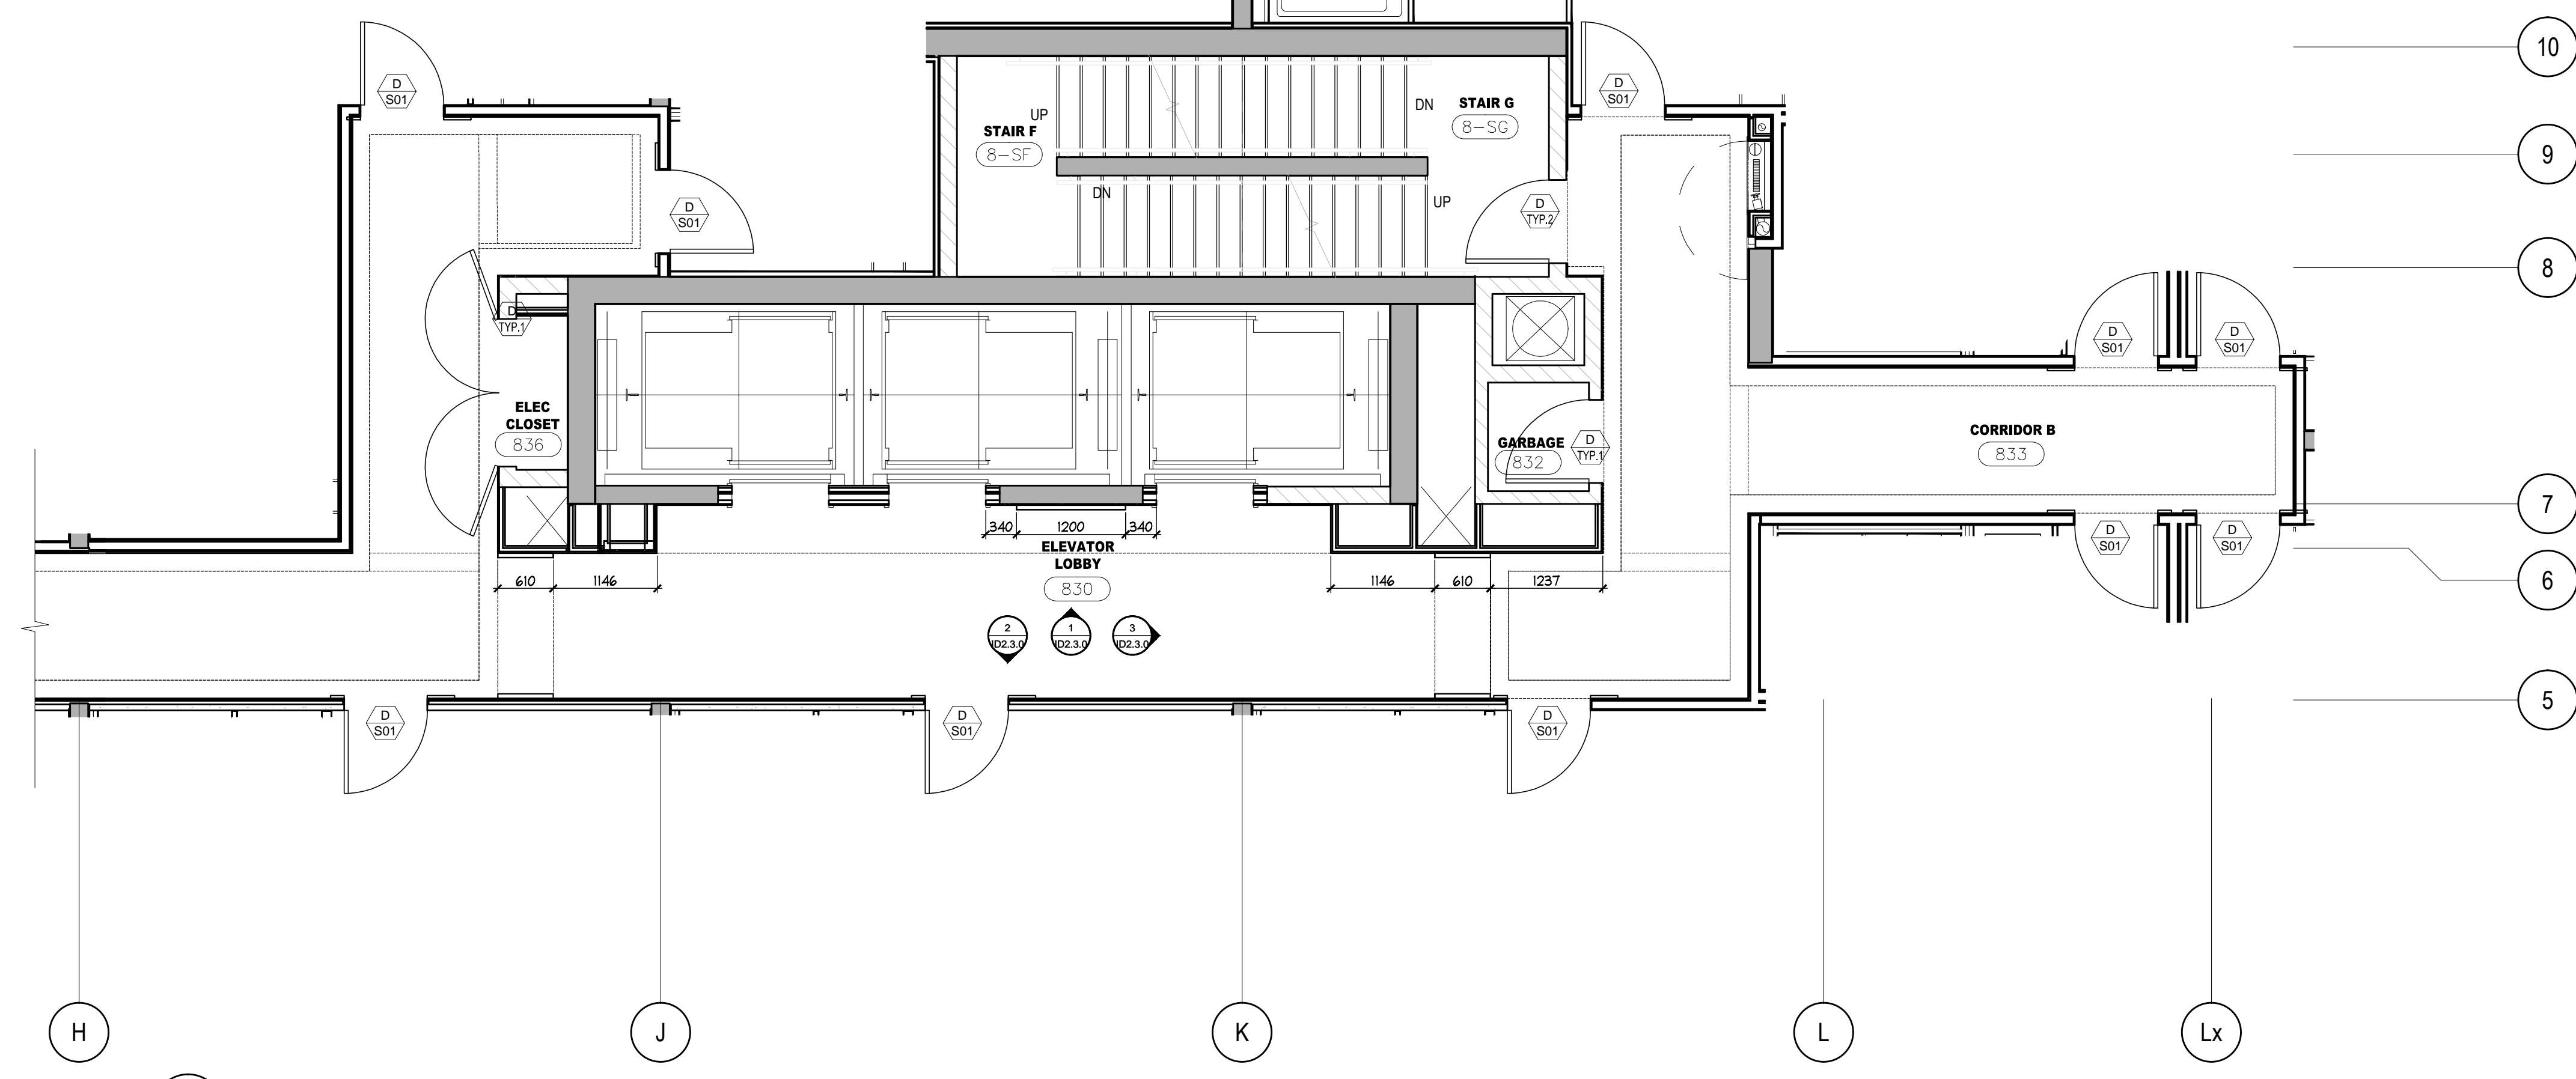 10
D
S01
D
S01
UP
STAIR F
8-SF
DN
STAIR G
8-SG
9
D
S01
DN
UP
D
TYP.2
8
D
TYP.1
D
S01
D
S01
ELEC
CLOSET
836
GARBAGE
832
D
TYP.1
CORRIDOR B
833
7
340
1200
340
ELEVATOR
LOBBY
830
D
S01
D
S01
610
1146
1146
610
1237
6
2
ID2.3.0
1
ID2.3.0
3
ID2.3.0
5
D
S01
D
S01
D
S01
H
J
K
L
Lx